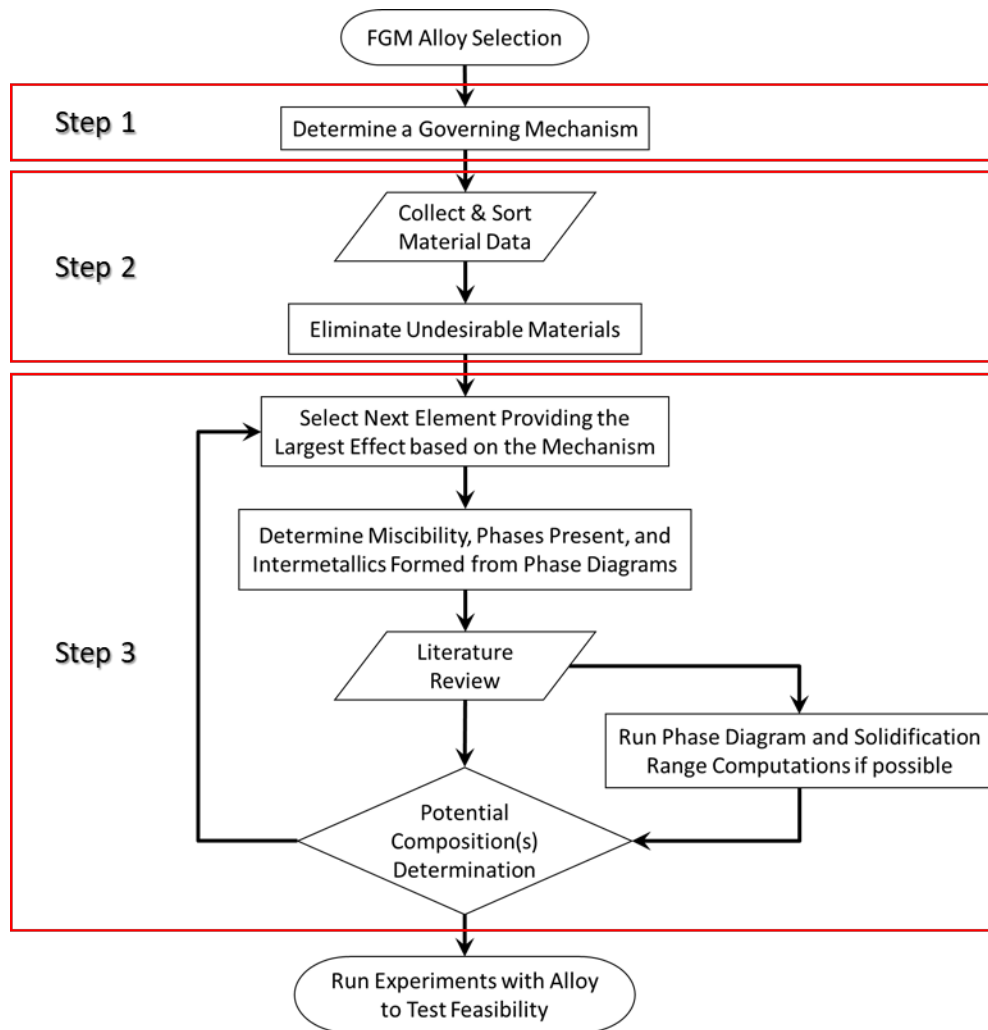 FGM Alloy Selection
Step 1
Determine a Governing Mechanism
Step 2
Collect & Sort
Material Data
Eliminate Undesirable Materials
Step 3
Select Next Element Providing the
Largest Effect based on the Mechanism
Determine Miscibility, Phases Present, and
Intermetallics Formed from Phase Diagrams
Literature
Review
Run Phase Diagram and Solidification
Range Computations if possible
Potential
Composition(s)
Determination
Run Experiments with Alloy
to Test Feasibility